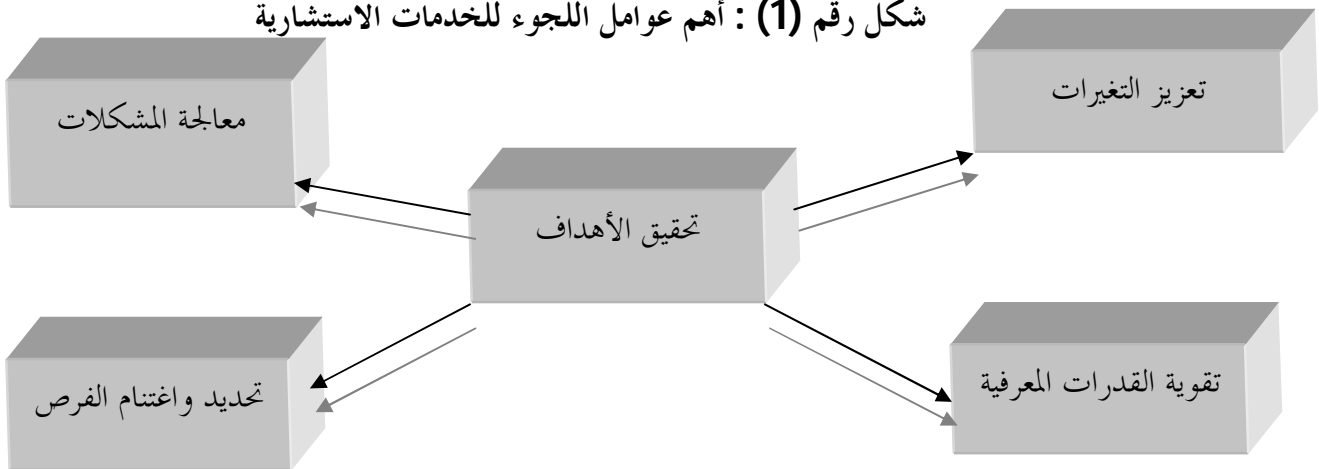 شكل رقم (1) : أهم عوامل اللجوء للخدمات الاستشارية
تعزيز التغيرات
معالجة المشكلات
تحقيق الأهداف
تقوية القدرات المعرفية
تحديد واغتنام الفرص